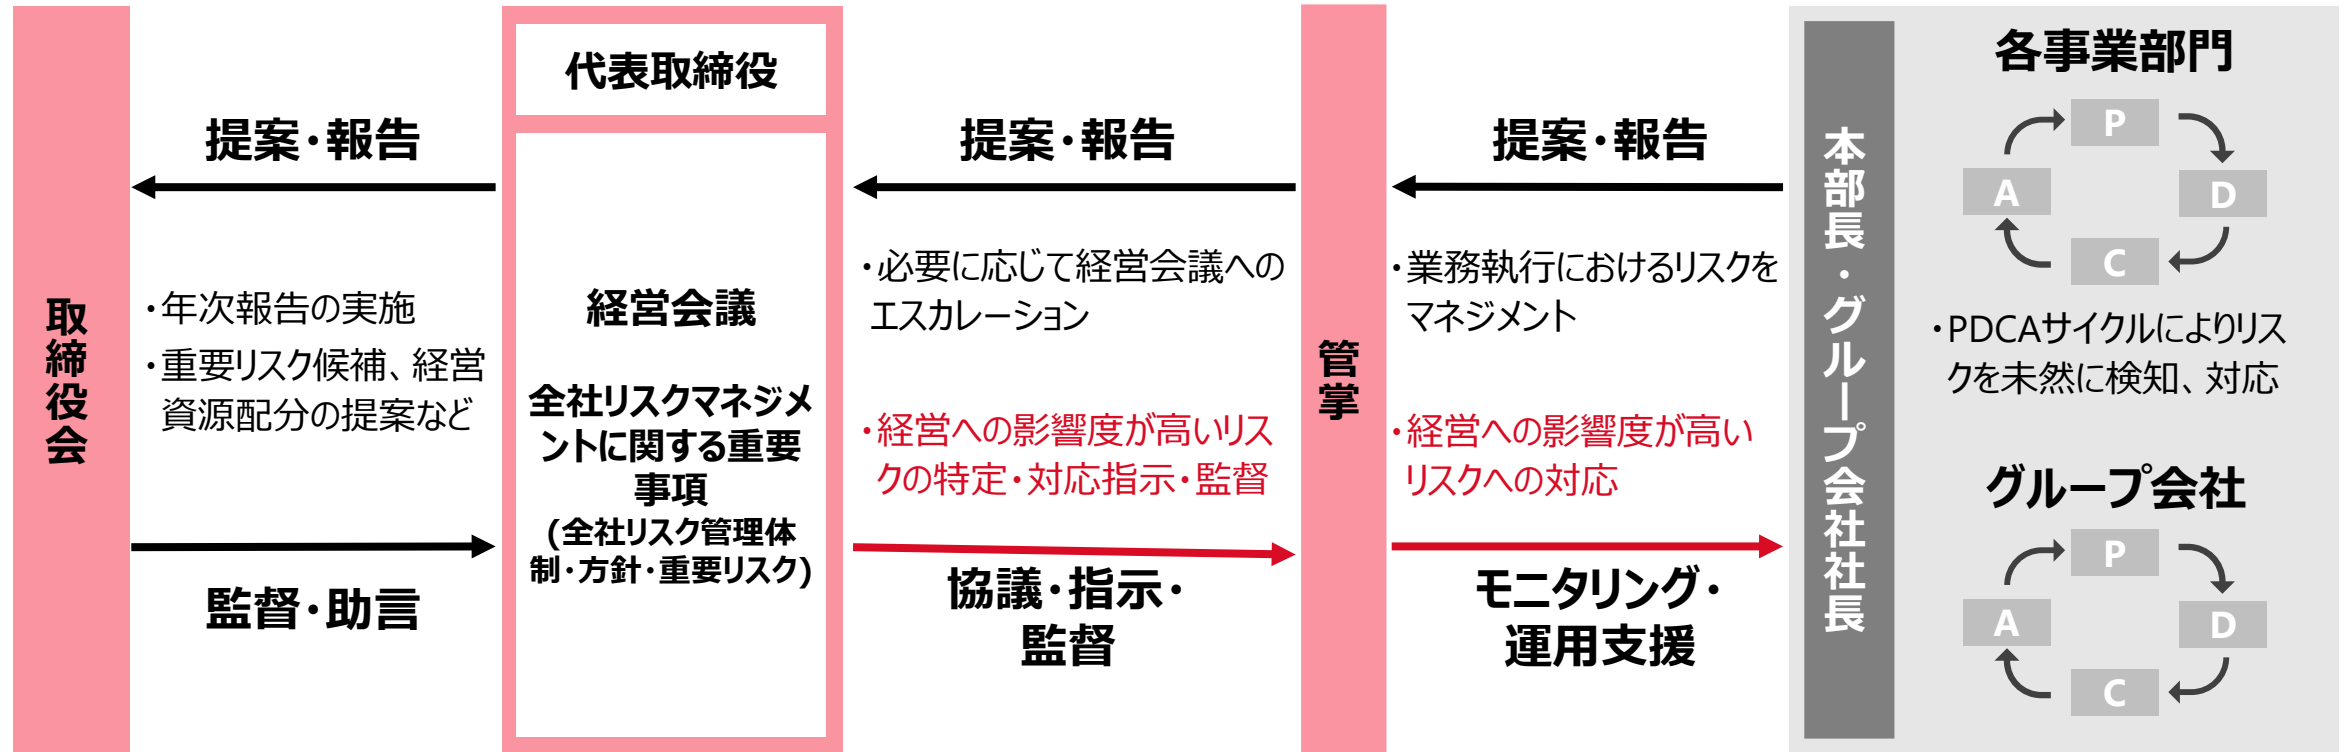 取締役会
提案・報告
・年次報告の実施
・重要リスク候補、経営
資源配分の提案など
監督・助言
代表取締役
経営会議
全社リスクマネジメ
ントに関する重要
事項
(全社リスク管理体
制・方針・重要リスク)
提案・報告
・必要に応じて経営会議への
エスカレーション
・経営への影響度が高いリス
クの特定・対応指示・監督
協議・指示・
監督
管掌
提案・報告
・業務執行におけるリスクを
マネジメント
・経営への影響度が高い
リスクへの対応
モニタリング・
運用支援
本部長・グループ会社社長
各事業部門
P
A
D
C
・PDCAサイクルによりリス
クを未然に検知、対応
グループ会社
P
A
D
C